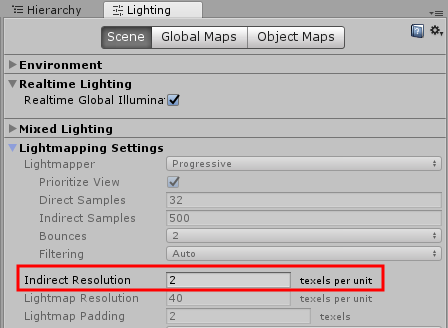 Hierarchy Lighting
Scene Global Maps Object Maps
Environment
Realtime Lighting
Realtime Global Illumina
Mixed Lighting
Lightmapping Settings
Lightmapper Progressive
Prioritize View
Direct Samples 32
Indirect Samples 500
Bounces 2
Filtering Auto
Indirect Resolution 2 texels per unit
Lightmap Resolution 40 texels per unit
Lightmap Padding 2 texels